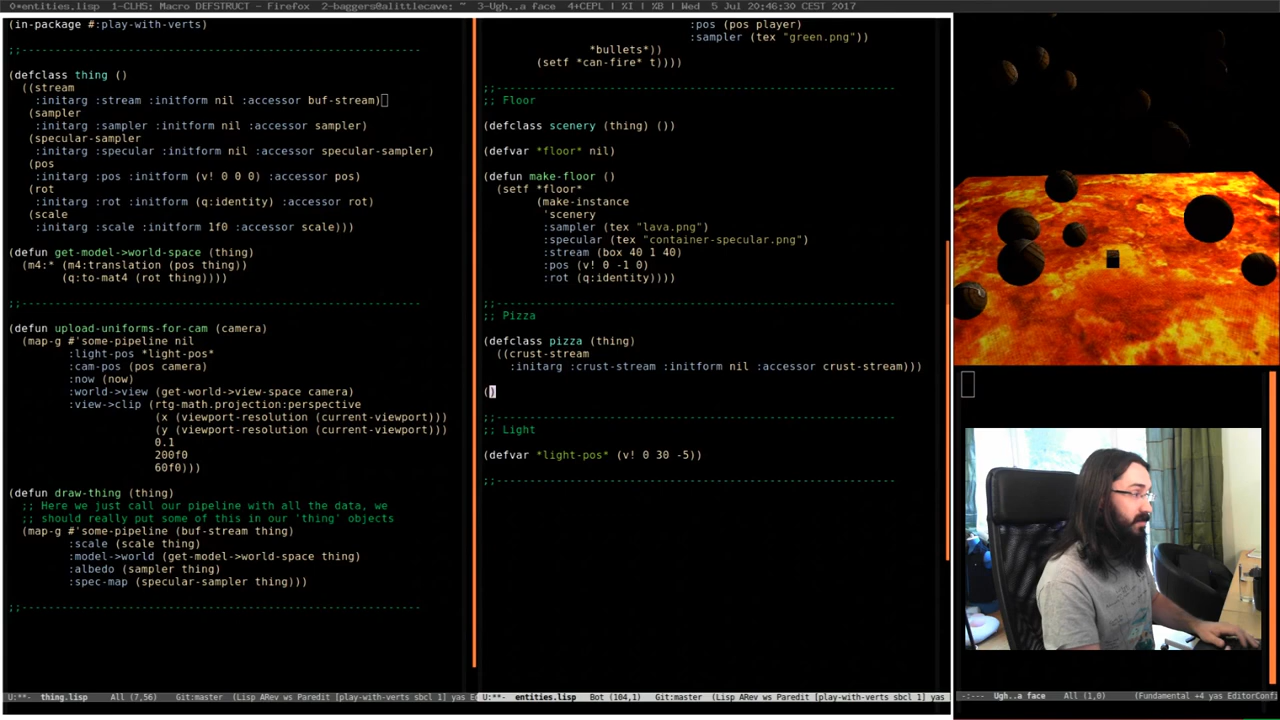 0*entities.lisp  1-CLHS: Macro DEFSTRUCT - Firefox  2-baggers@alittlecave: ~  3-Ugh..a face  4+CEPL | XI | XB | Wed  5 Jul 20:46:30 CEST 2017
(in-package #:play-with-verts)
;;----------------------------------------------------
(defclass thing ()
  ((stream
    :initarg :stream :initform nil :accessor buf-stream)
   (sampler
    :initarg :sampler :initform nil :accessor sampler)
   (specular-sampler
    :initarg :specular :initform nil :accessor specular-sampler)
   (pos
    :initarg :pos :initform (v! 0 0 0) :accessor pos)
   (rot
    :initarg :rot :initform (q:identity) :accessor rot)
   (scale
    :initarg :scale :initform 1f0 :accessor scale)))
(defun get-model->world-space (thing)
  (m4:* (m4:translation (pos thing))
        (q:to-mat4 (rot thing))))
;;----------------------------------------------------
(defun upload-uniforms-for-cam (camera)
  (map-g #'some-pipeline nil
         :light-pos *light-pos*
         :cam-pos (pos camera)
         :now (now)
         :world->view (get-world->view-space camera)
         :view->clip (rtg-math.projection:perspective
                      (x (viewport-resolution (current-viewport)))
                      (y (viewport-resolution (current-viewport)))
                      0.1
                      200f0
                      60f0)))
(defun draw-thing (thing)
  ;; Here we just call our pipeline with all the data, we
  ;; should really put some of this in our 'thing' objects
  (map-g #'some-pipeline (buf-stream thing)
         :scale (scale thing)
         :model->world (get-model->world-space thing)
         :albedo (sampler thing)
         :spec-map (specular-sampler thing)))
;;----------------------------------------------------
U:**-  thing.lisp     All (7,56)     Git:master  (Lisp ARev ws Paredit [play-with-verts sbcl 1] yas E
                               :pos (pos player)
                               :sampler (tex "green.png"))
                *bullets*))
        (setf *can-fire* t))))
;;----------------------------------------------------
;; Floor
(defclass scenery (thing) ())
(defvar *floor* nil)
(defun make-floor ()
  (setf *floor*
        (make-instance
         'scenery
         :sampler (tex "lava.png")
         :specular (tex "container-specular.png")
         :stream (box 40 1 40)
         :pos (v! 0 -1 0)
         :rot (q:identity))))
;;----------------------------------------------------
;; Pizza
(defclass pizza (thing)
  ((crust-stream
    :initarg :crust-stream :initform nil :accessor crust-stream)))
()
;;----------------------------------------------------
;; Light
(defvar *light-pos* (v! 0 30 -5))
;;----------------------------------------------------
U:**-  entities.lisp   Bot (104,1)    Git:master  (Lisp ARev ws Paredit [play-with-verts sbcl 1] yas
-:---  Ugh..a face    All (1,0)      (Fundamental +4 yas EditorConfi